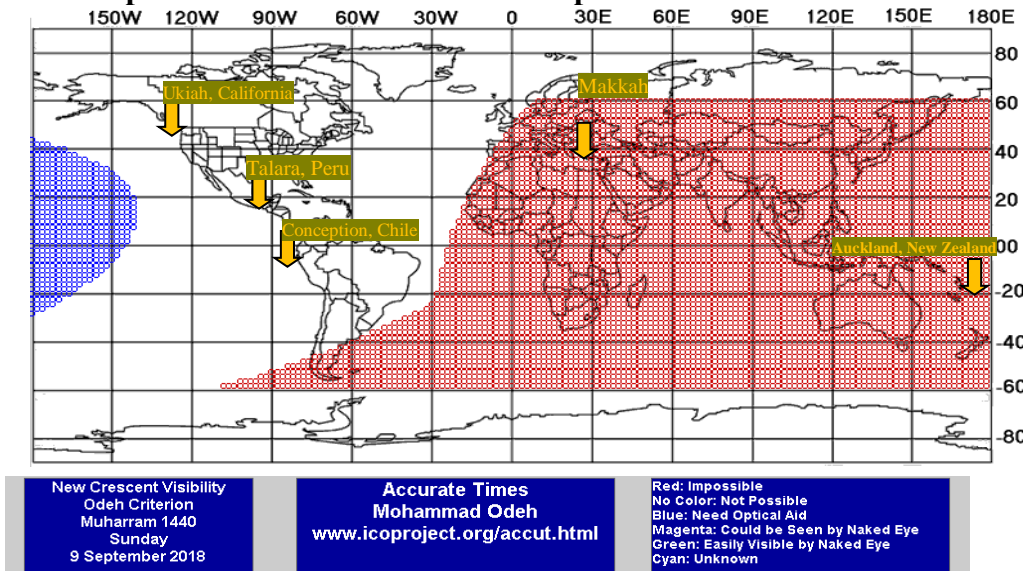 150W 120W 90W 60W 30W 0 30E 60E 90E 120E 150E 180E
80
Ukiah, California
Makkah
60
40
Talara, Peru
20
Conception, Chile
Auckland, New Zealand
00
-20
-40
-60
-80
New Crescent Visibility
Odeh Criterion
Muharram 1440
Sunday
9 September 2018
Accurate Times
Mohammad Odeh
www.icoproject.org/accut.html
Red: Impossible
No Color: Not Possible
Blue: Need Optical Aid
Magenta: Could be Seen by Naked Eye
Green: Easily Visible by Naked Eye
Cyan: Unknown